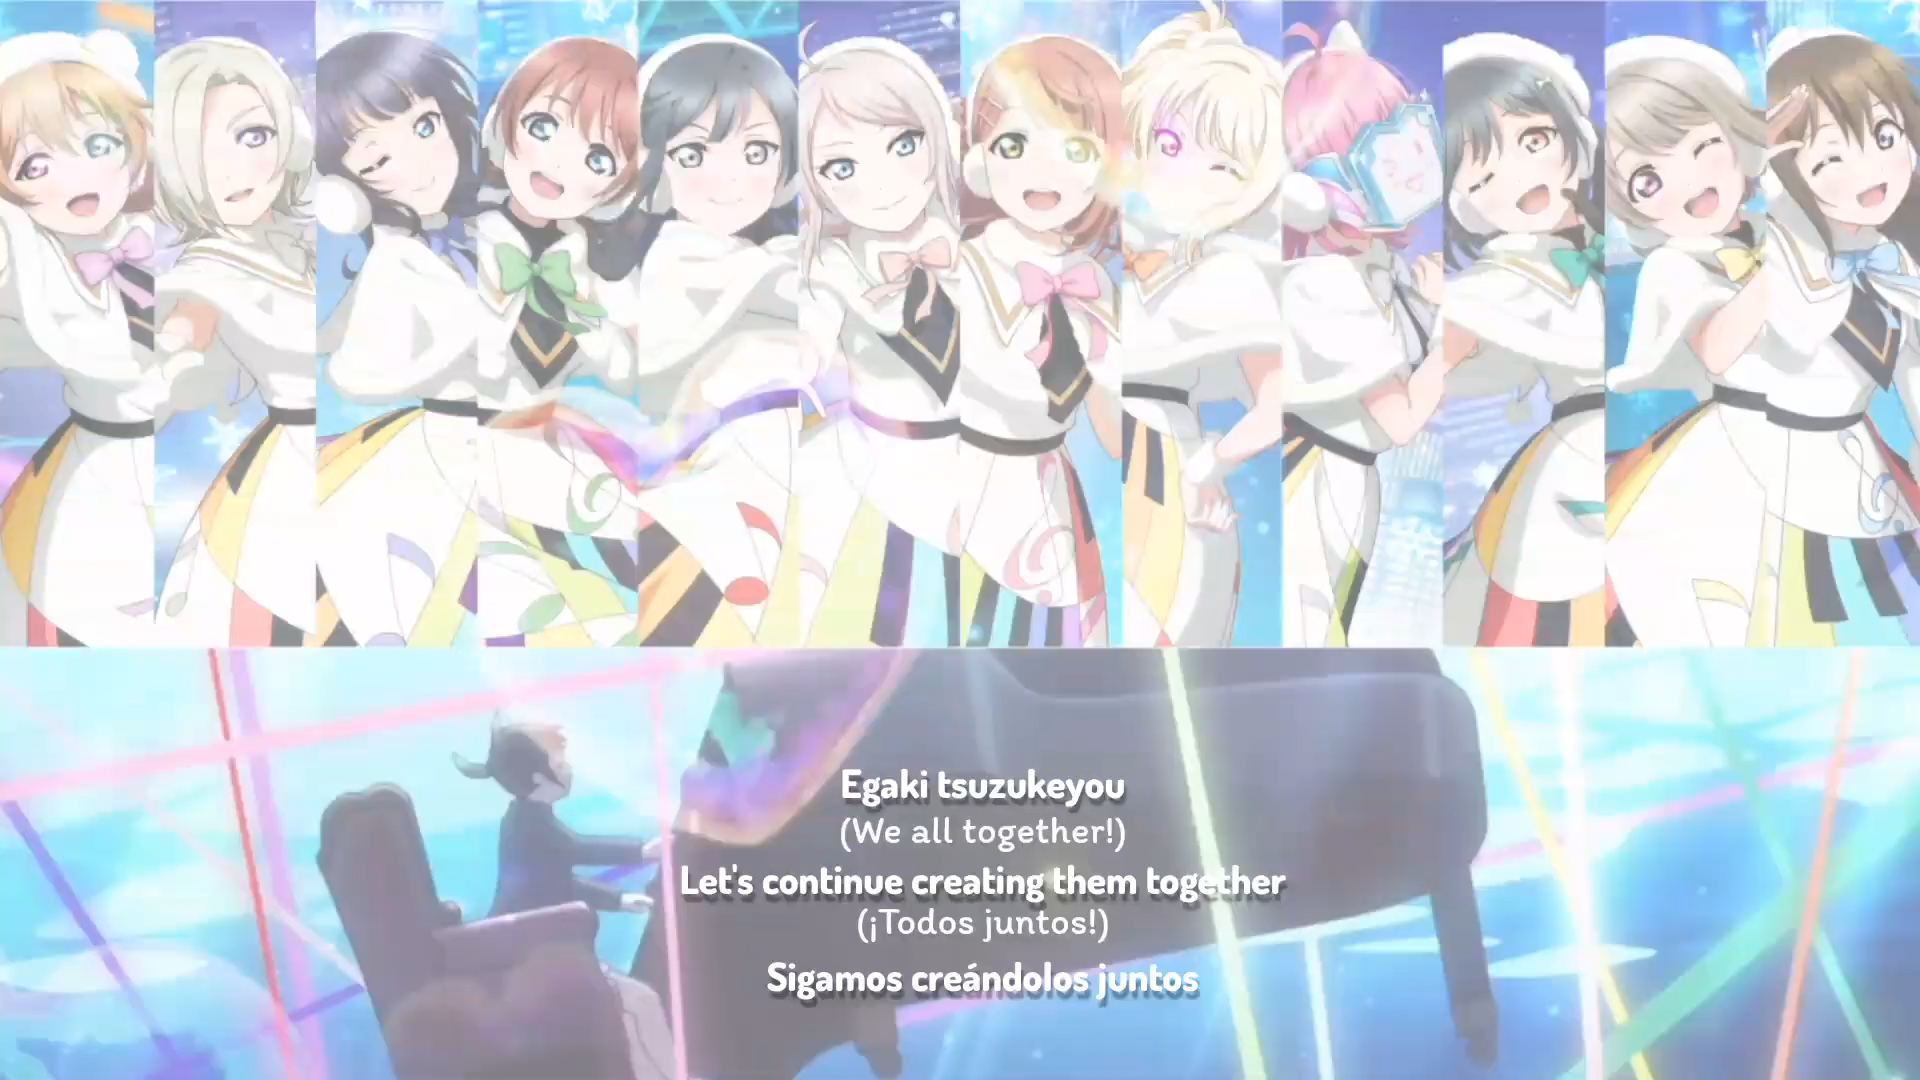 Egaki tsuzukeyou
(We all together!)
Let's continue creating them together
(¡Todos juntos!)
Sigamos creándolos juntos